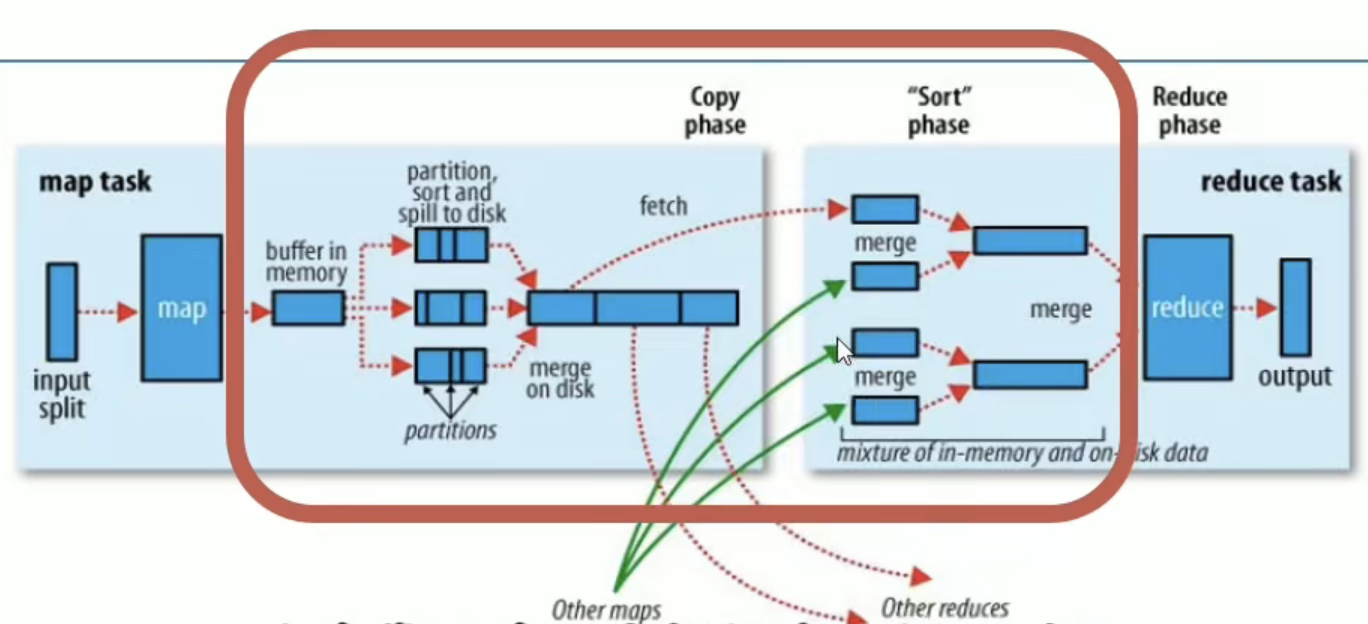 Copy
phase
"Sort"
phase
Reduce
phase
map task
reduce task
partition,
sort and
spill to disk
fetch
buffer in
memory
merge
map
merge
reduce
input
split
merge
on disk
merge
output
partitions
mixture of in-memory and on-disk data
Other maps
Other reduces